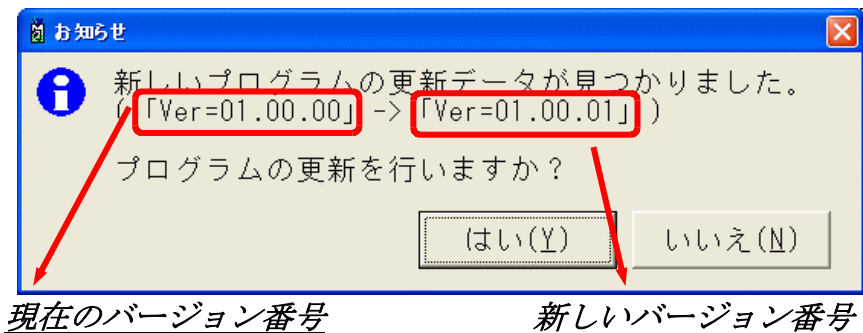 お知らせ
新しいプログラムの更新データが見つかりました。
(「Ver=01.00.00」->「Ver=01.00.01」)
プログラムの更新を行いますか？
はい(Y) いいえ(N)
現在のバージョン番号 新しいバージョン番号